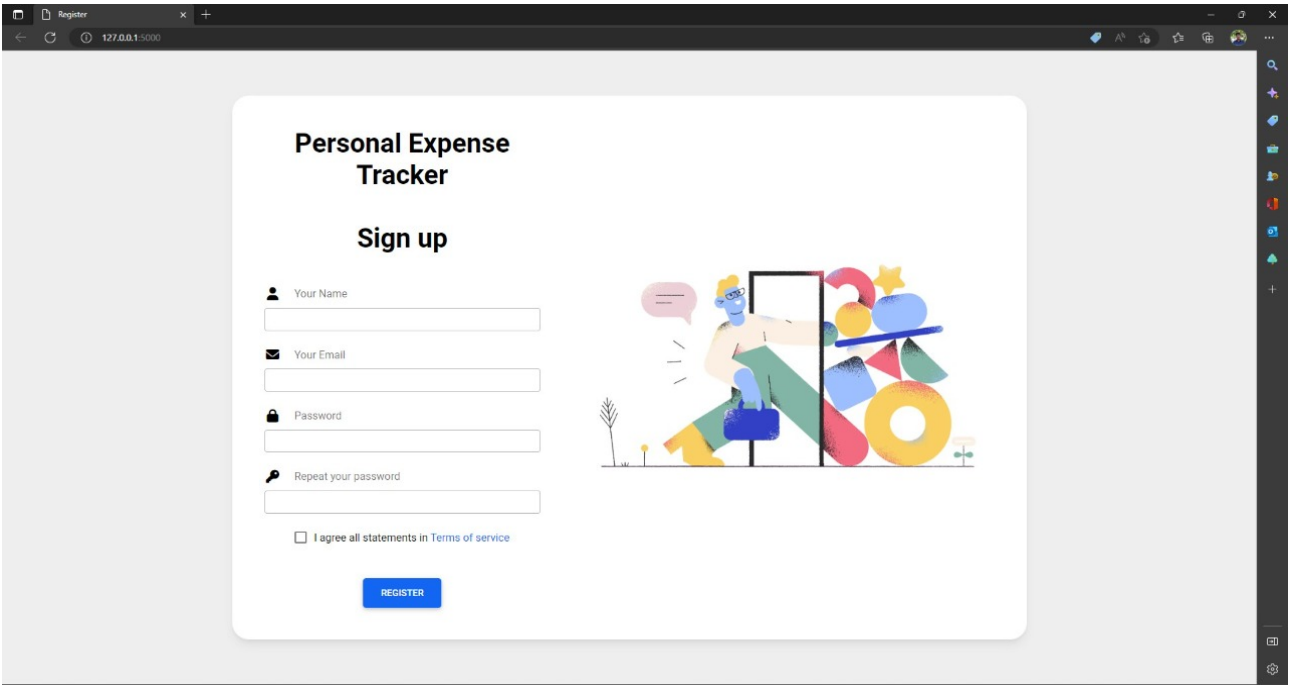 Register
127.0.0.1:5000
Personal Expense
Tracker
Sign up
Your Name
Your Email
Password
Repeat your password
I agree all statements in Terms of service
REGISTER